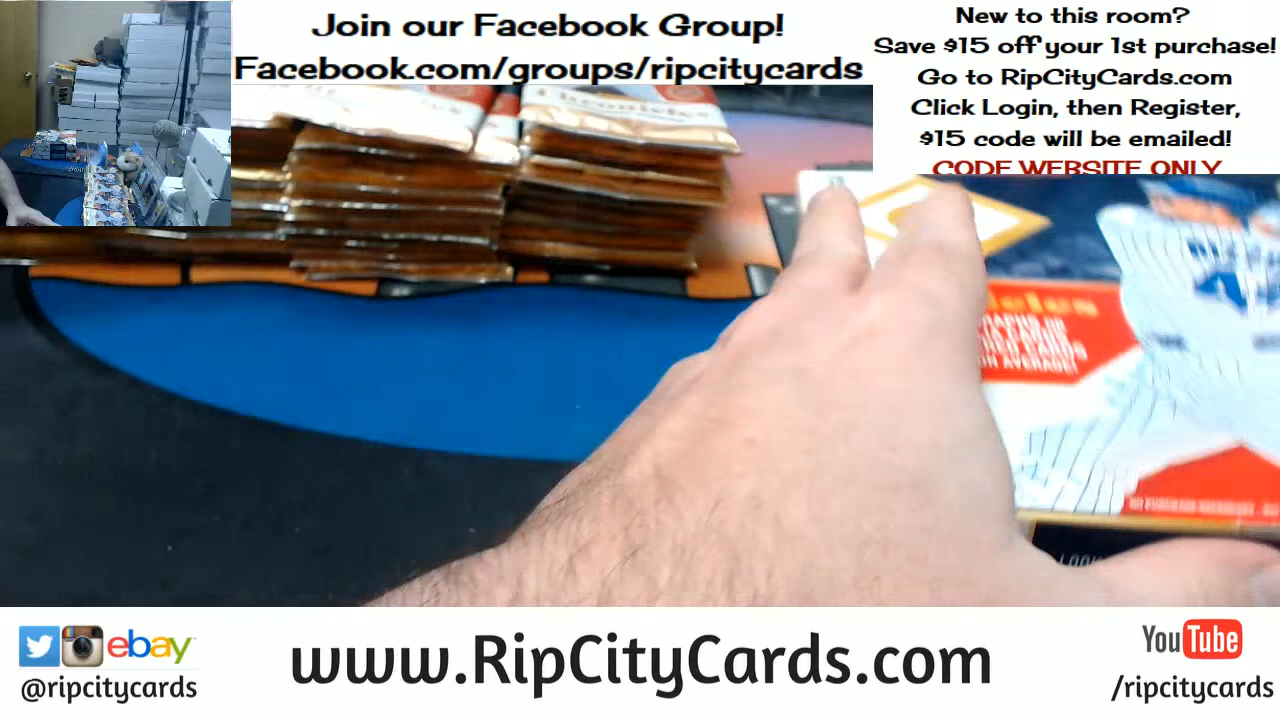 Join our Facebook Group!
Facebook.com/groups/ripcitycards
New to this room?
Save $15 off your 1st purchase!
Go to RipCityCards.com
Click Login, then Register,
$15 code will be emailed!
CODE WEBSITE ONLY
ebay
@ripcitycards
www.RipCityCards.com
YouTube
/ripcitycards